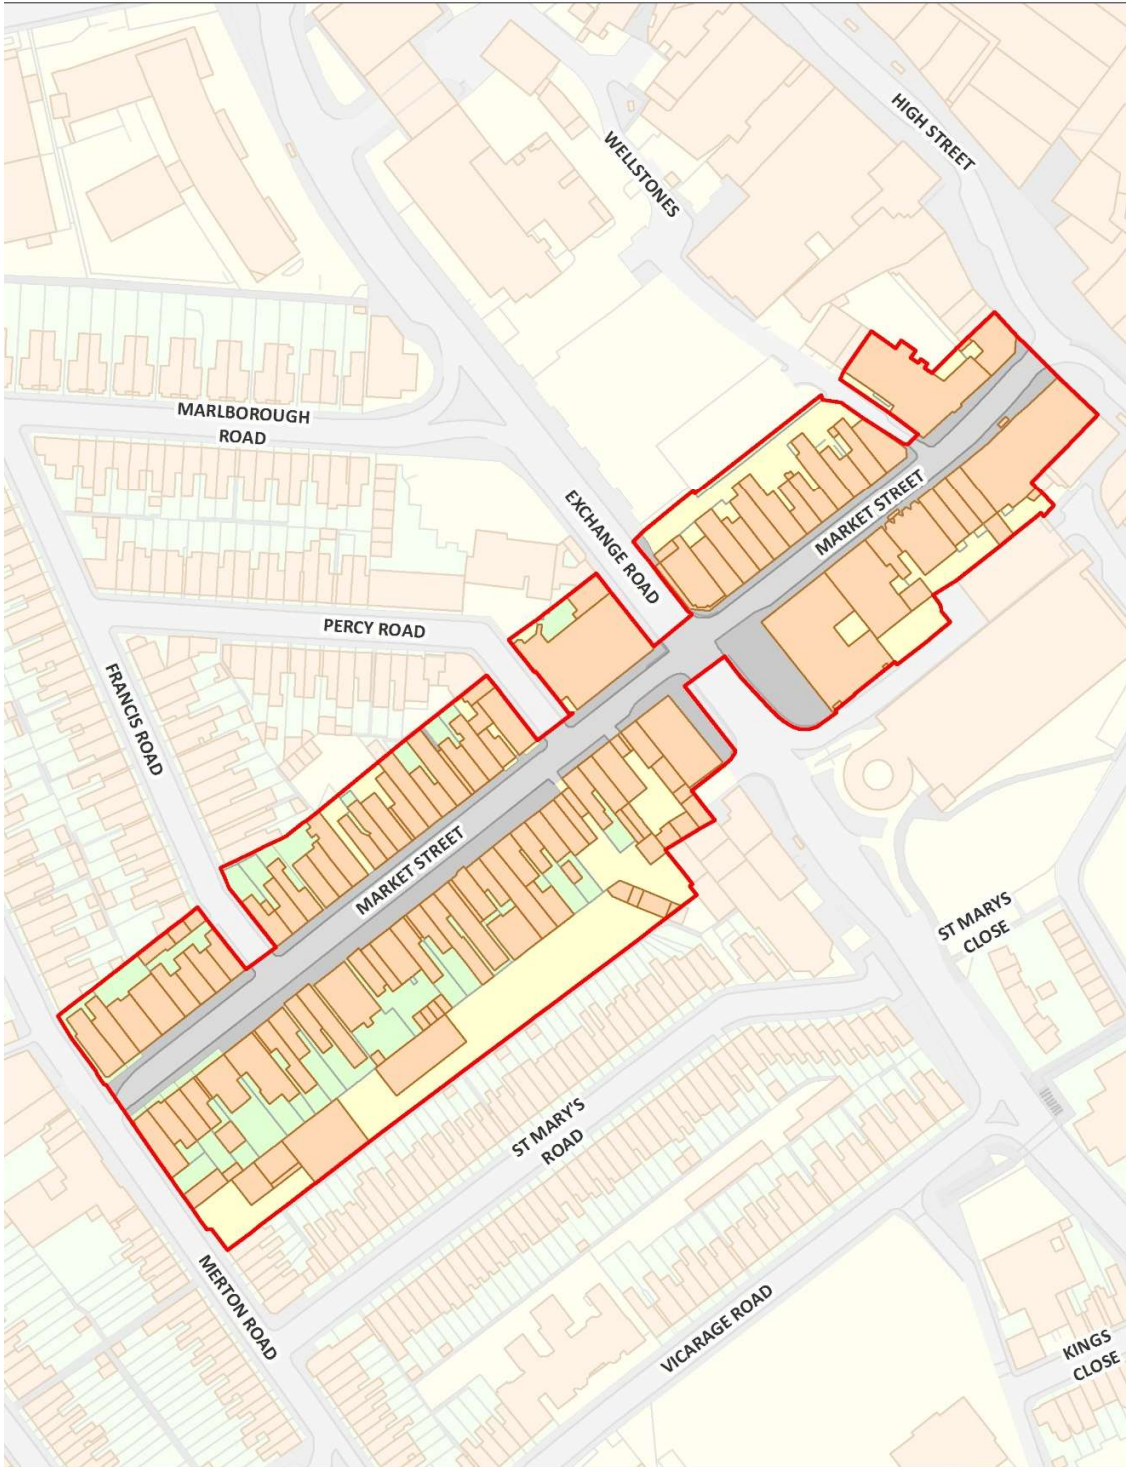 HIGH STREET
WELLSTONES
MARLBOROUGH
ROAD
EXCHANGE ROAD
MARKET STREET
PERCY ROAD
FRANCIS ROAD
MARKET STREET
ST MARYS
CLOSE
ST MARY'S
ROAD
MERTON ROAD
VICARAGE ROAD
KINGS
CLOSE